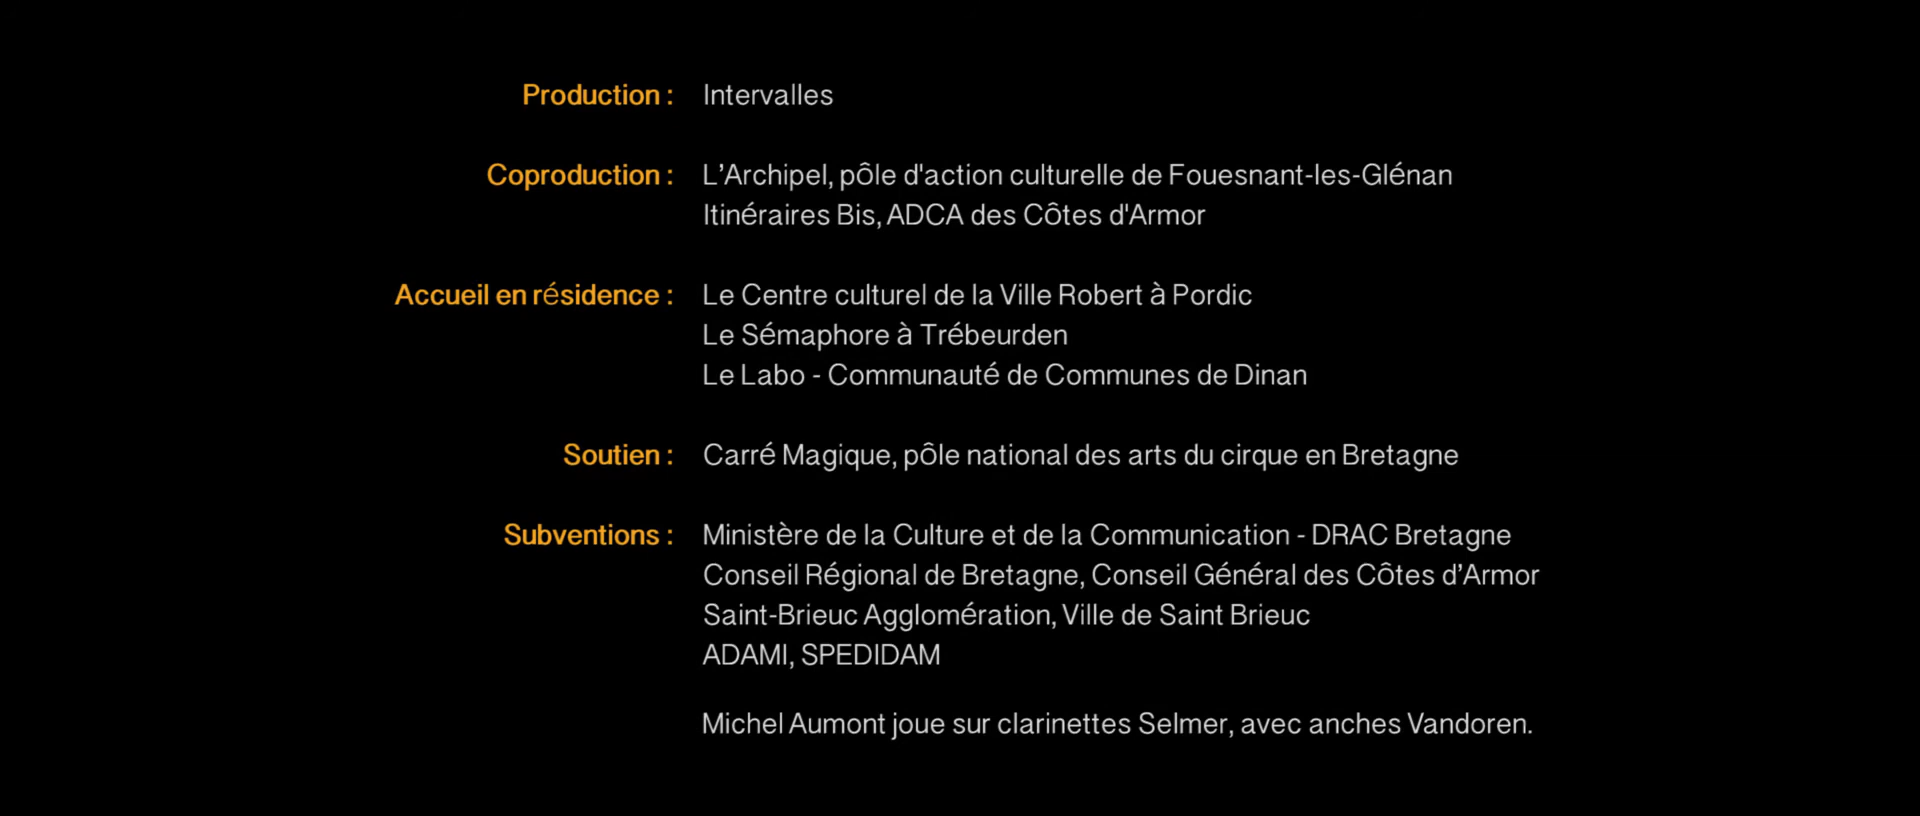 Production : Intervalles
Coproduction : L’Archipel, pôle d'action culturelle de Fouesnant-les-Glénan
Itinéraires Bis, ADCA des Côtes d'Armor
Accueil en résidence : Le Centre culturel de la Ville Robert à Pordic
Le Sémaphore à Trébeurden
Le Labo - Communauté de Communes de Dinan
Soutien : Carré Magique, pôle national des arts du cirque en Bretagne
Subventions : Ministère de la Culture et de la Communication - DRAC Bretagne
Conseil Régional de Bretagne, Conseil Général des Côtes d’Armor
Saint-Brieuc Agglomération, Ville de Saint Brieuc
ADAMI, SPEDIDAM
Michel Aumont joue sur clarinettes Selmer, avec anches Vandoren.